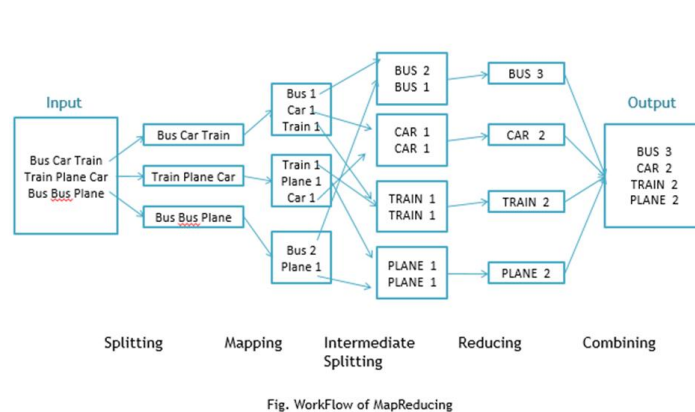 Input
Bus Car Train
Train Plane Car
Bus Bus Plane
Bus Car Train
Train Plane Car
Bus Bus Plane
Bus 1
Car 1
Train 1
Train 1
Plane 1
Car 1
Bus 2
Plane 1
BUS 2
BUS 1
CAR 1
CAR 1
TRAIN 1
TRAIN 1
PLANE 1
PLANE 1
BUS 3
CAR 2
TRAIN 2
PLANE 2
Output
BUS 3
CAR 2
TRAIN 2
PLANE 2
Splitting
Mapping
Intermediate
Splitting
Reducing
Combining
Fig. WorkFlow of MapReducing